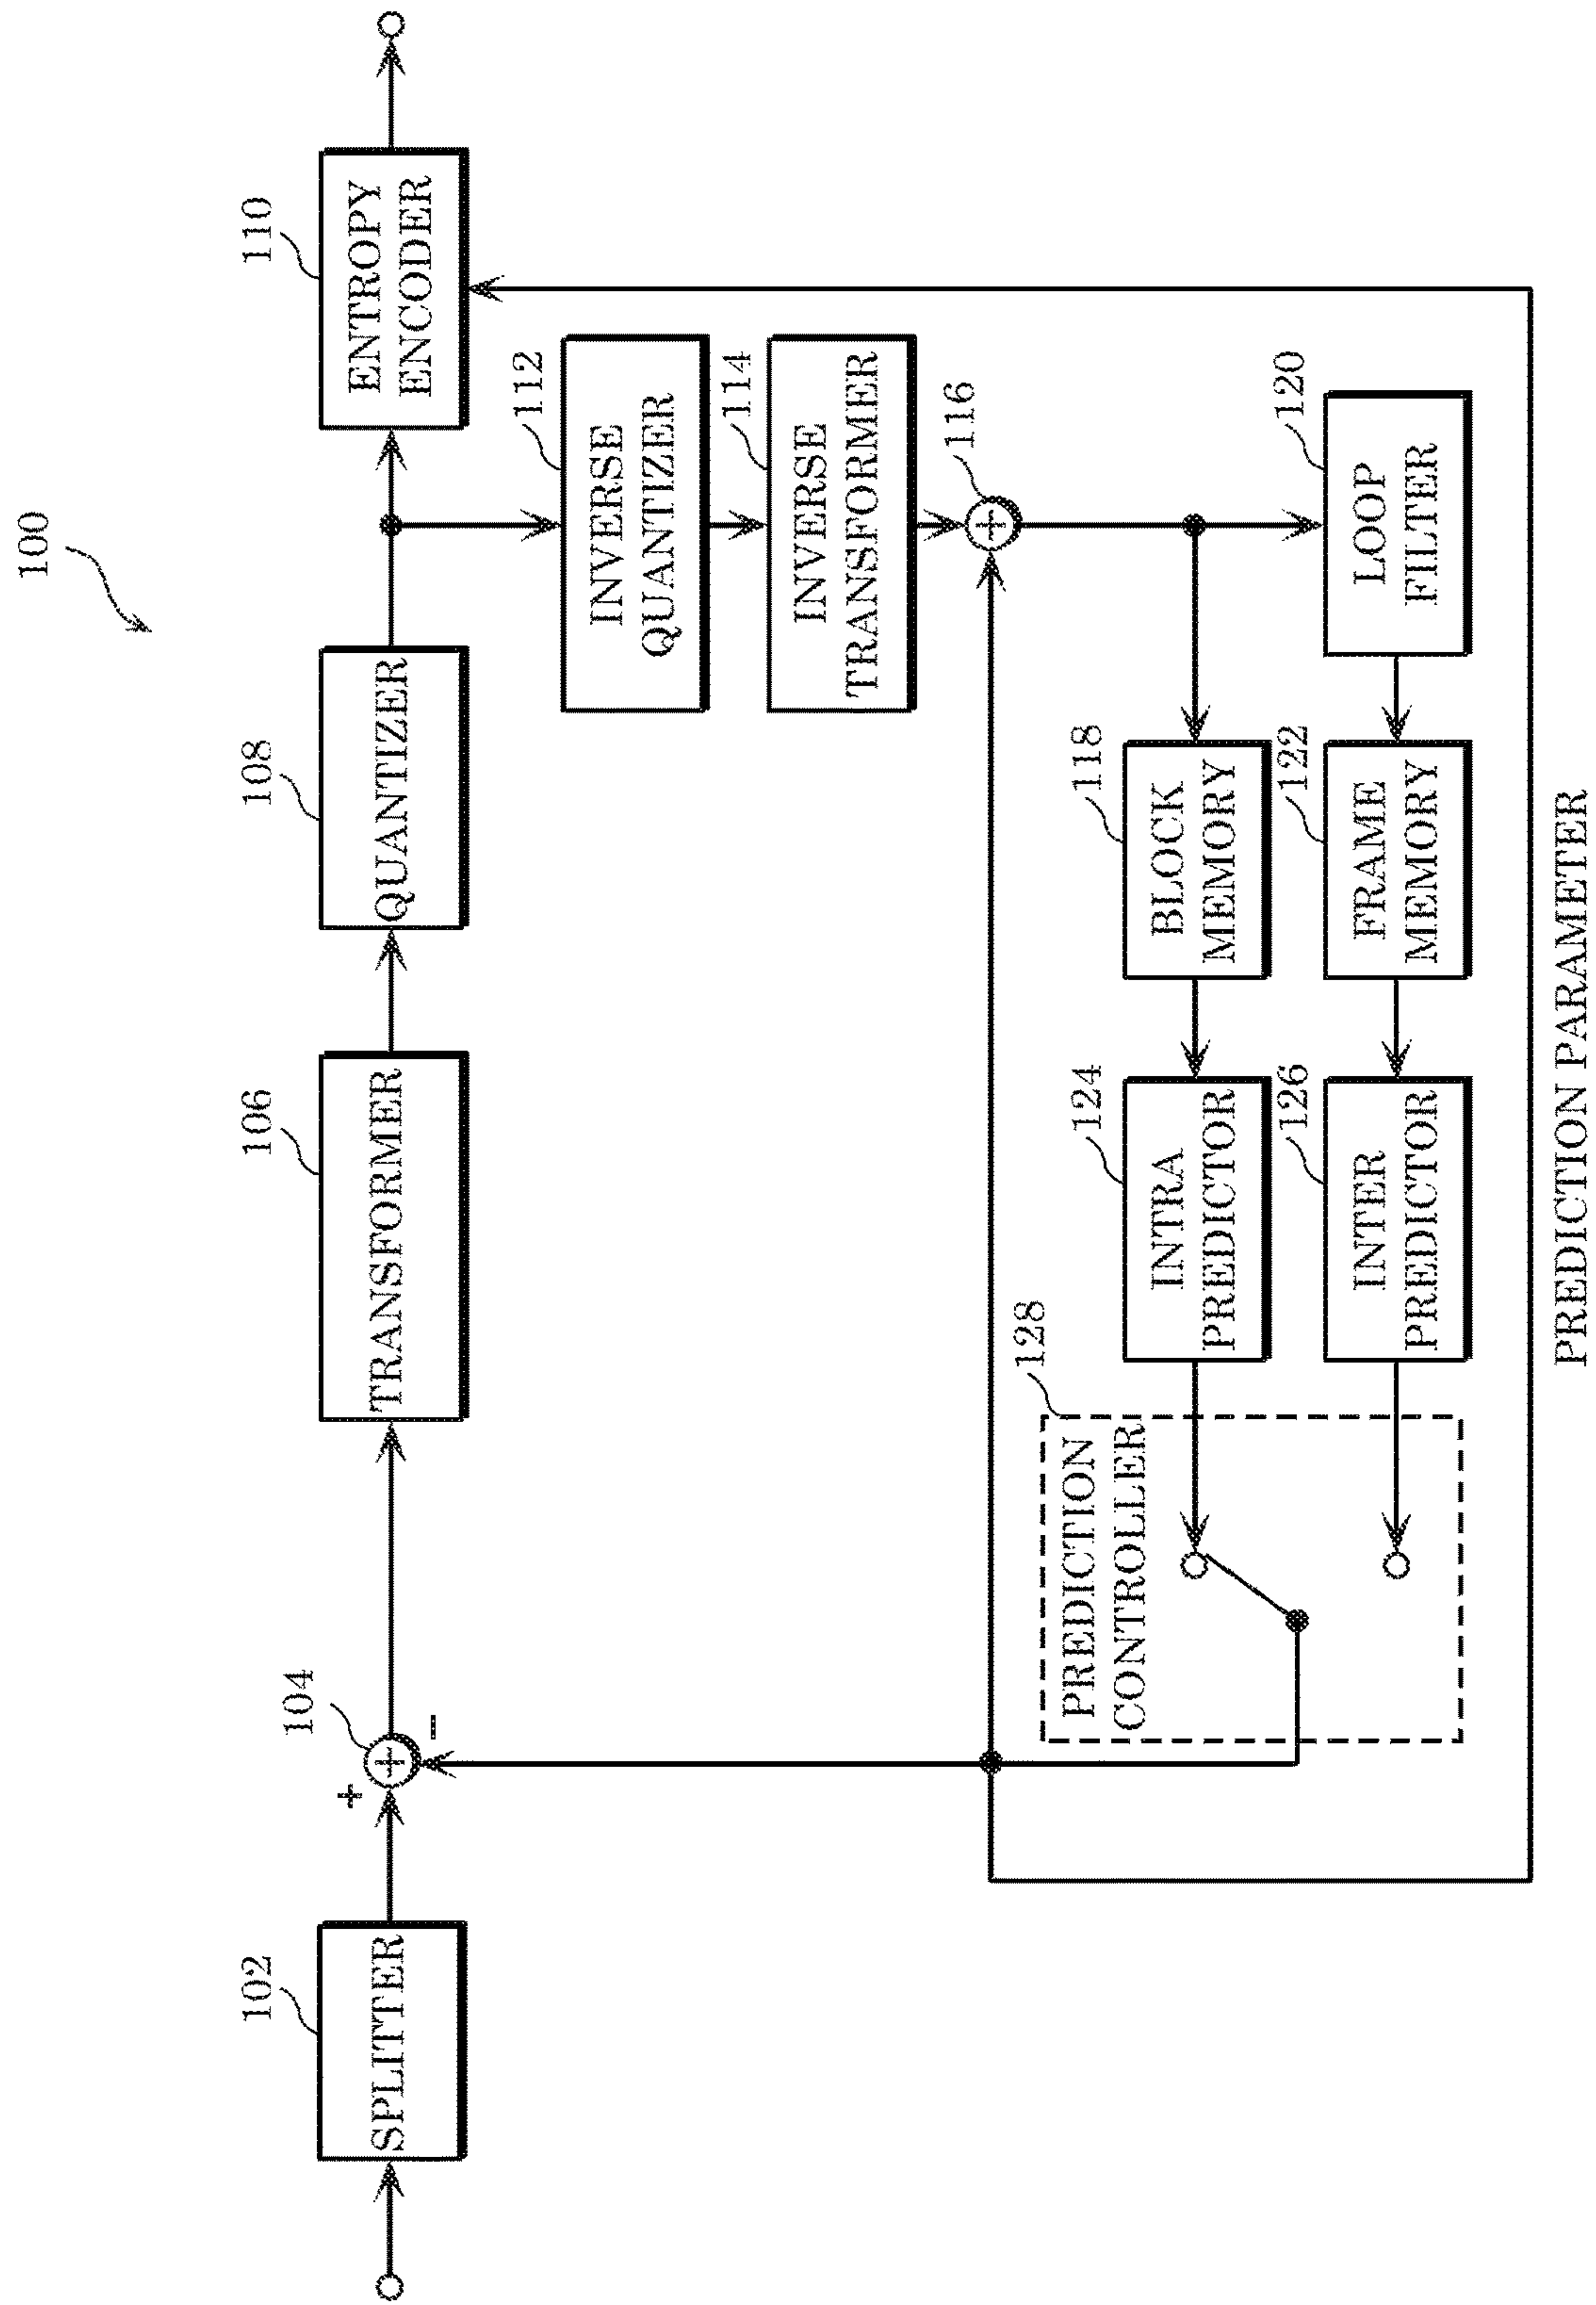 100
102
SPLITTER
104
+
-
106
TRANSFORMER
108
QUANTIZER
110
ENTROPY
ENCODER
112
INVERSE
QUANTIZER
114
INVERSE
TRANSFORMER
116
+
+
128
PREDICTION
CONTROLLER
124
INTRA
PREDICTOR
118
BLOCK
MEMORY
126
INTER
PREDICTOR
122
FRAME
MEMORY
120
LOOP
FILTER
PREDICTION PARAMETER